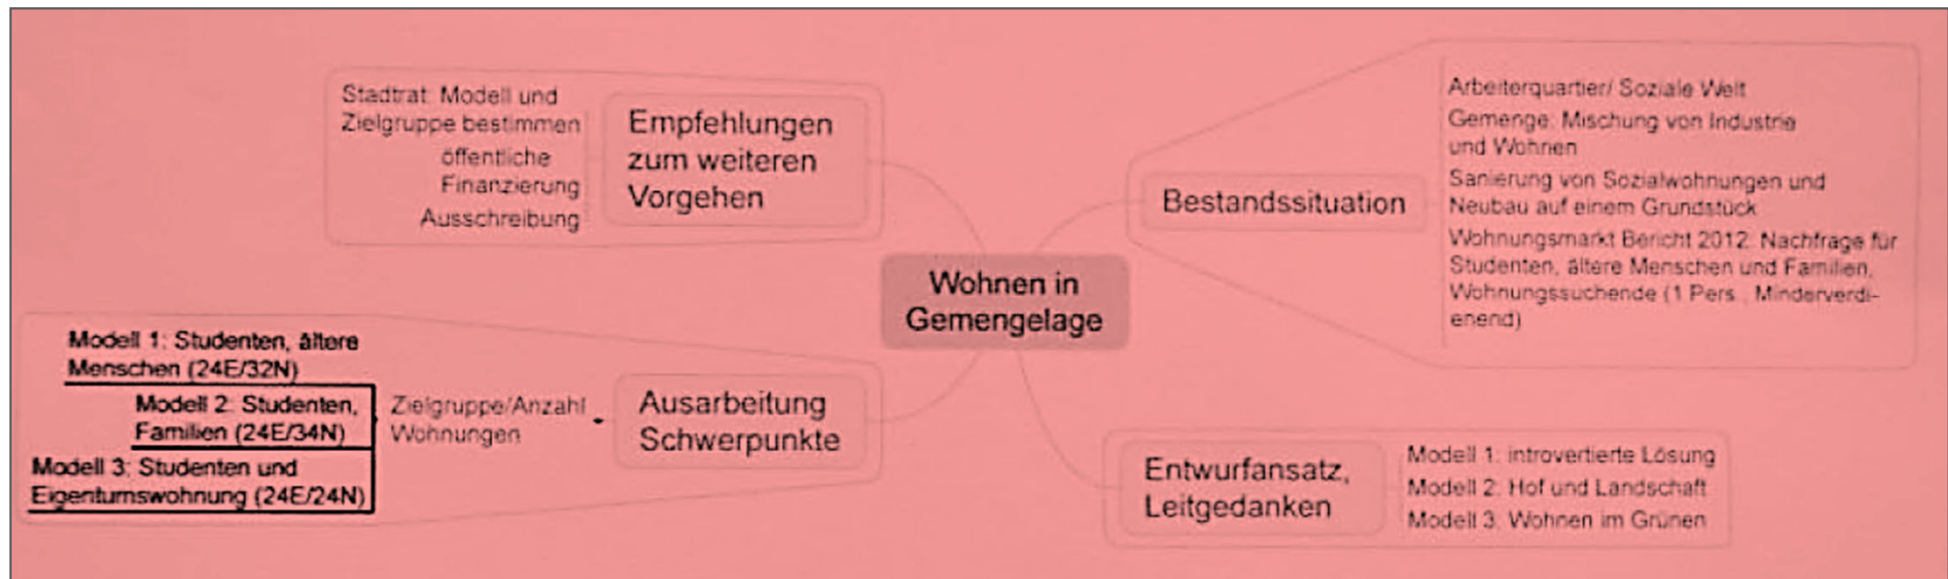 Stadtrat: Modell und
Zielgruppe bestimmen
öffentliche
Finanzierung
Ausschreibung
Empfehlungen
zum weiteren
Vorgehen
Modell 1: Studenten, ältere
Menschen (24E/32N)
Modell 2: Studenten,
Familien (24E/34N)
Modell 3: Studenten und
Eigentumswohnung (24E/24N)
Zielgruppe/Anzahl
Wohnungen
Ausarbeitung
Schwerpunkte
Wohnen in
Gemengelage
Bestandssituation
Arbeiterquartier/ Soziale Welt
Gemenge: Mischung von Industrie
und Wohnen
Sanierung von Sozialwohnungen und
Neubau auf einem Grundstück
Wohnungsmarkt Bericht 2012: Nachfrage für
Studenten, ältere Menschen und Familien,
Wohnungssuchende (1 Pers., Minderverdi-
enend)
Entwurfansatz,
Leitgedanken
Modell 1: introvertierte Lösung
Modell 2: Hof und Landschaft
Modell 3: Wohnen im Grünen